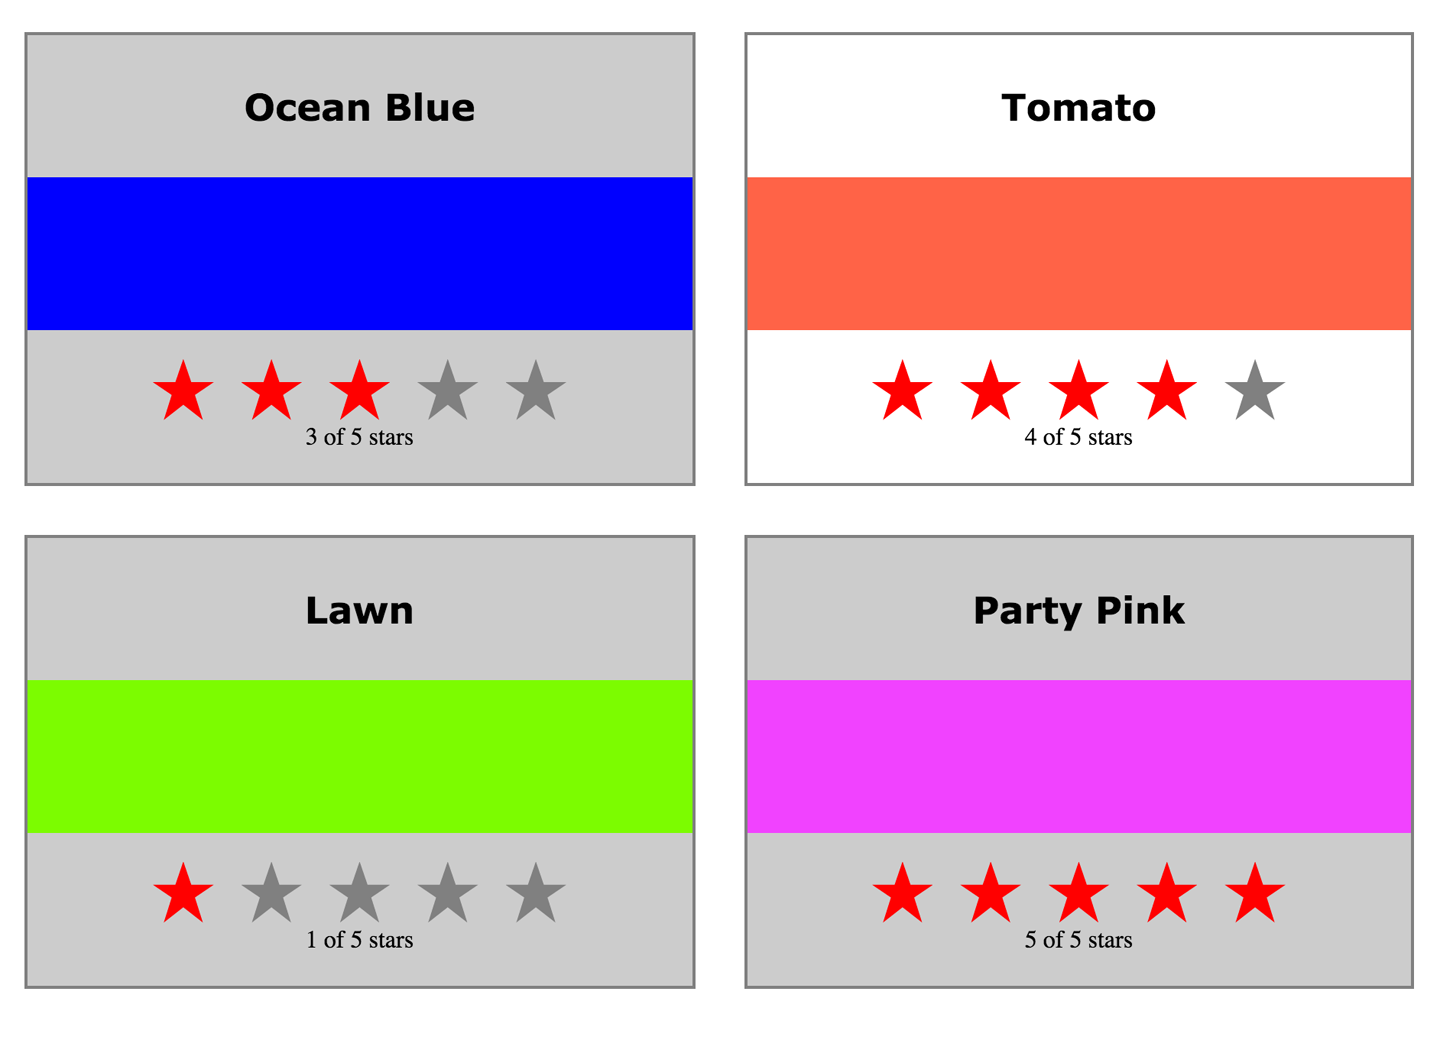 Ocean Blue
3 of 5 stars
Tomato
4 of 5 stars
Lawn
1 of 5 stars
Party Pink
5 of 5 stars